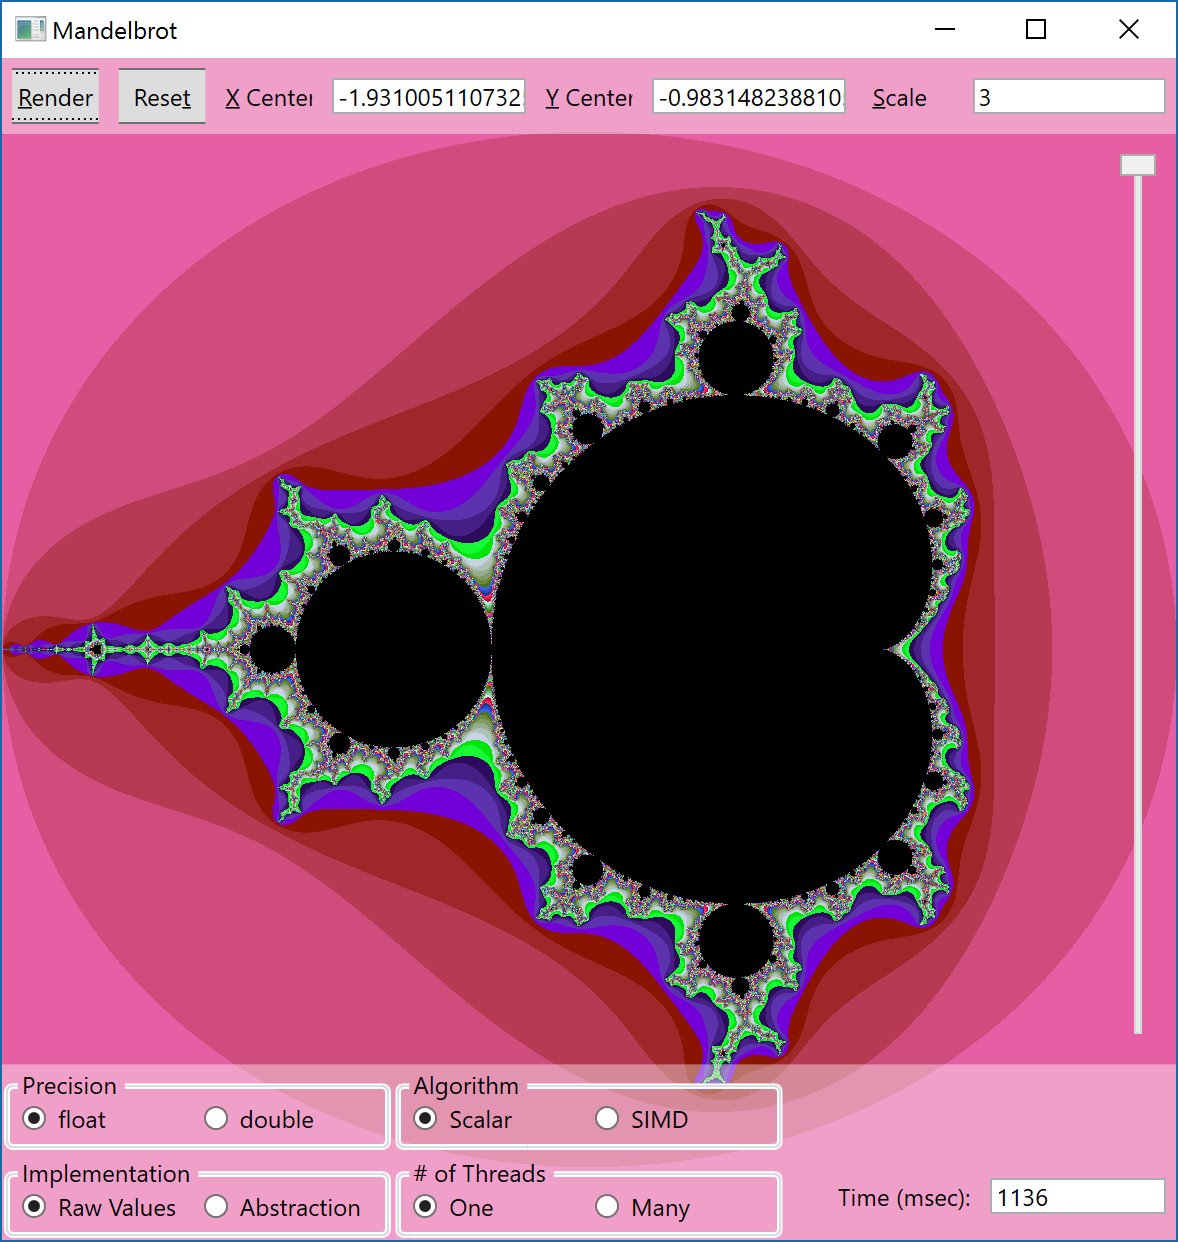 Mandelbrot
Render Reset X Center -1.931005110732 Y Center -0.983148238810 Scale 3
Precision Algorithm
float double Scalar SIMD
Implementation # of Threads
Raw Values Abstraction One Many Time (msec): 1136